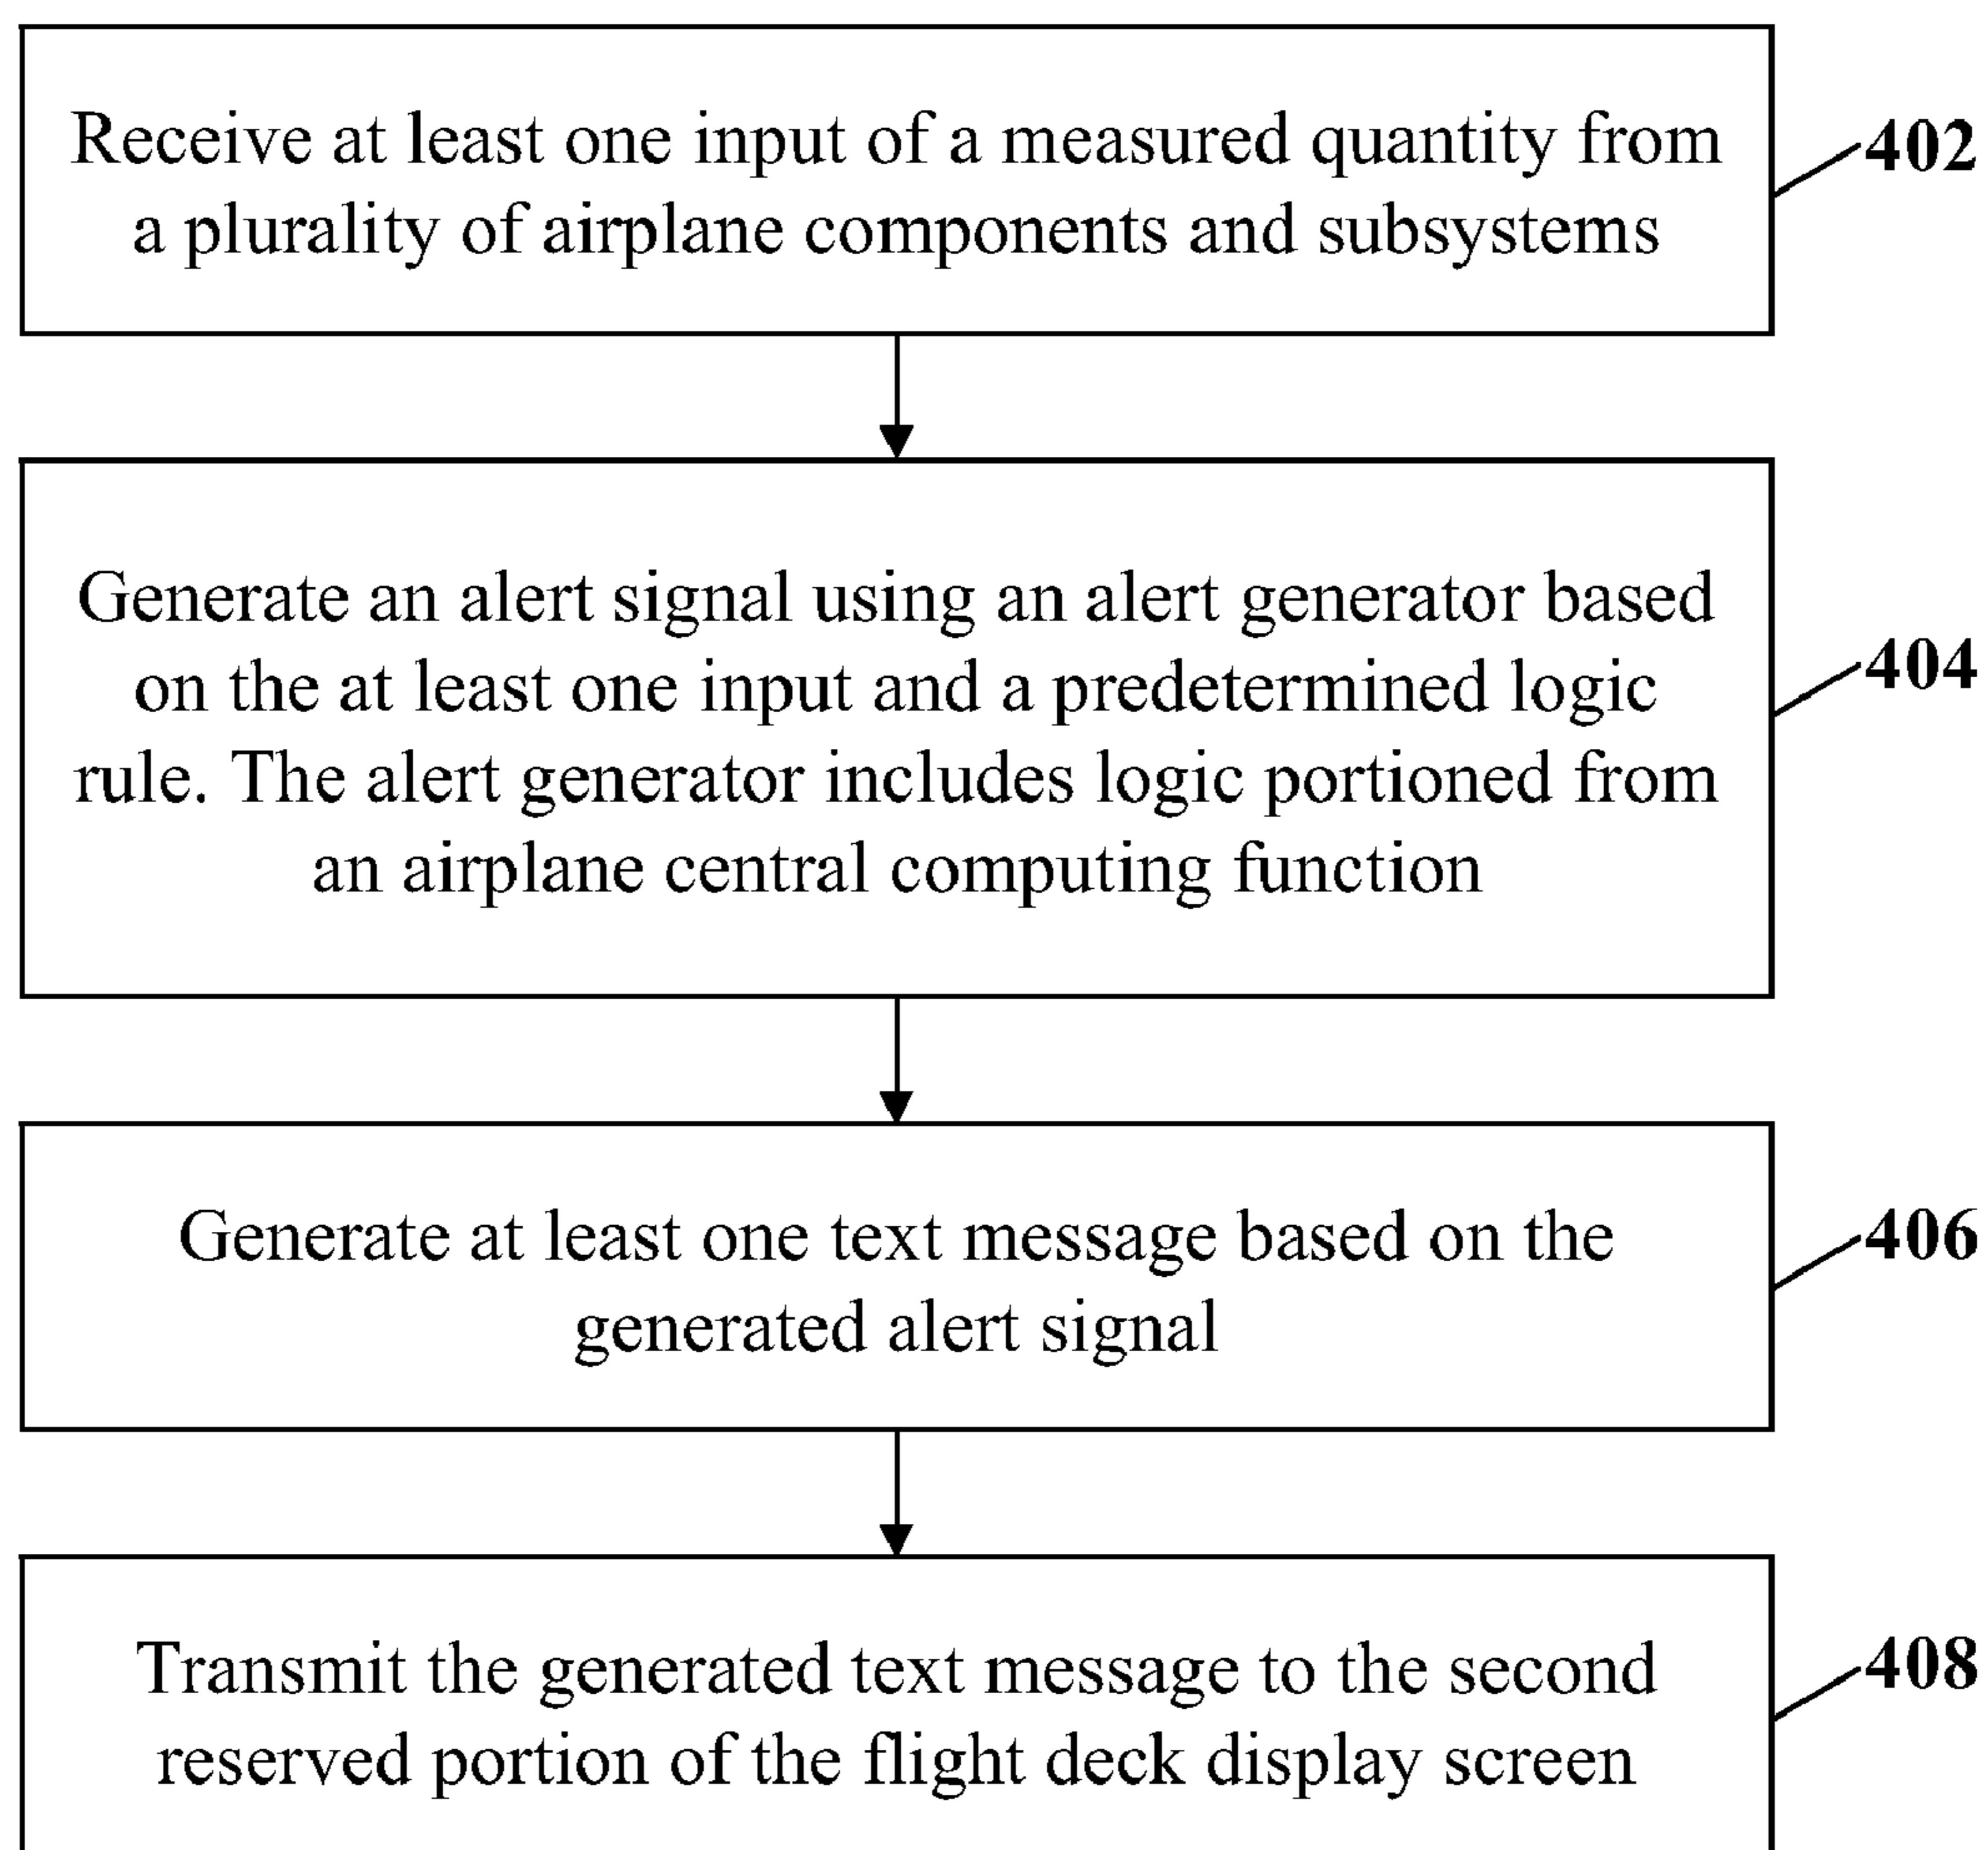 Receive at least one input of a measured quantity from
a plurality of airplane components and subsystems
402
Generate an alert signal using an alert generator based
on the at least one input and a predetermined logic
rule. The alert generator includes logic portioned from
an airplane central computing function
404
Generate at least one text message based on the
generated alert signal
406
Transmit the generated text message to the second
reserved portion of the flight deck display screen
408